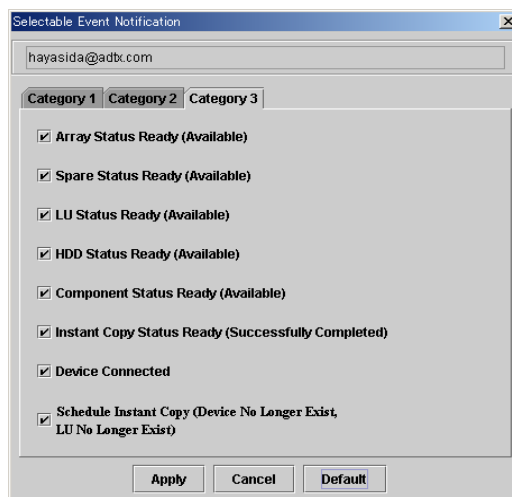 Selectable Event Notification
hayasida@adtx.com
Category 1 Category 2 Category 3
Array Status Ready (Available)
Spare Status Ready (Available)
LU Status Ready (Available)
HDD Status Ready (Available)
Component Status Ready (Available)
Instant Copy Status Ready (Successfully Completed)
Device Connected
Schedule Instant Copy (Device No Longer Exist,
LU No Longer Exist)
Apply Cancel Default